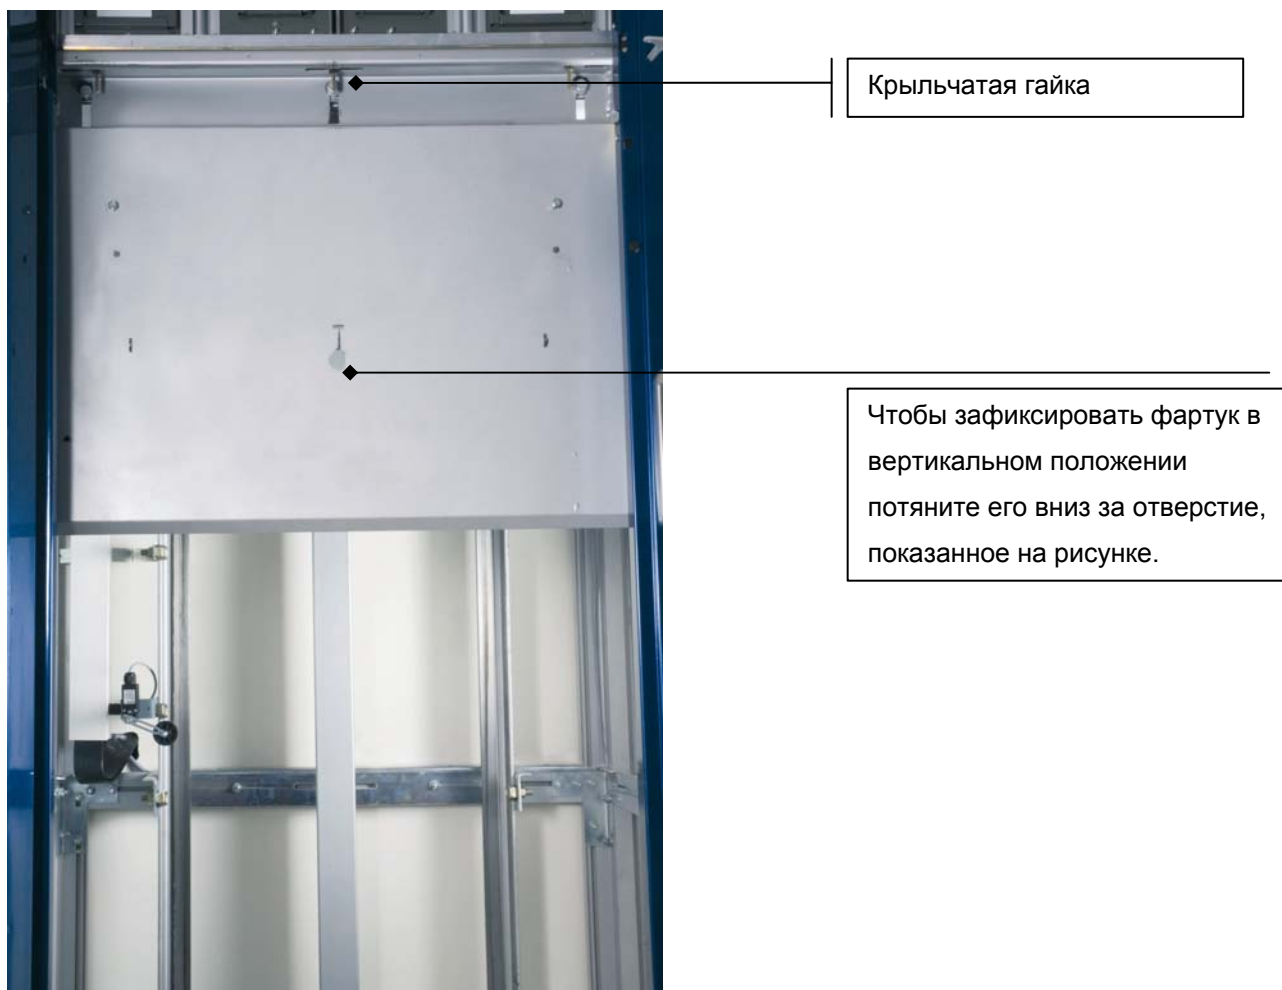 Крыльчатая гайка
Чтобы зафиксировать фартук в
вертикальном положении
потяните его вниз за отверстие,
показанное на рисунке.